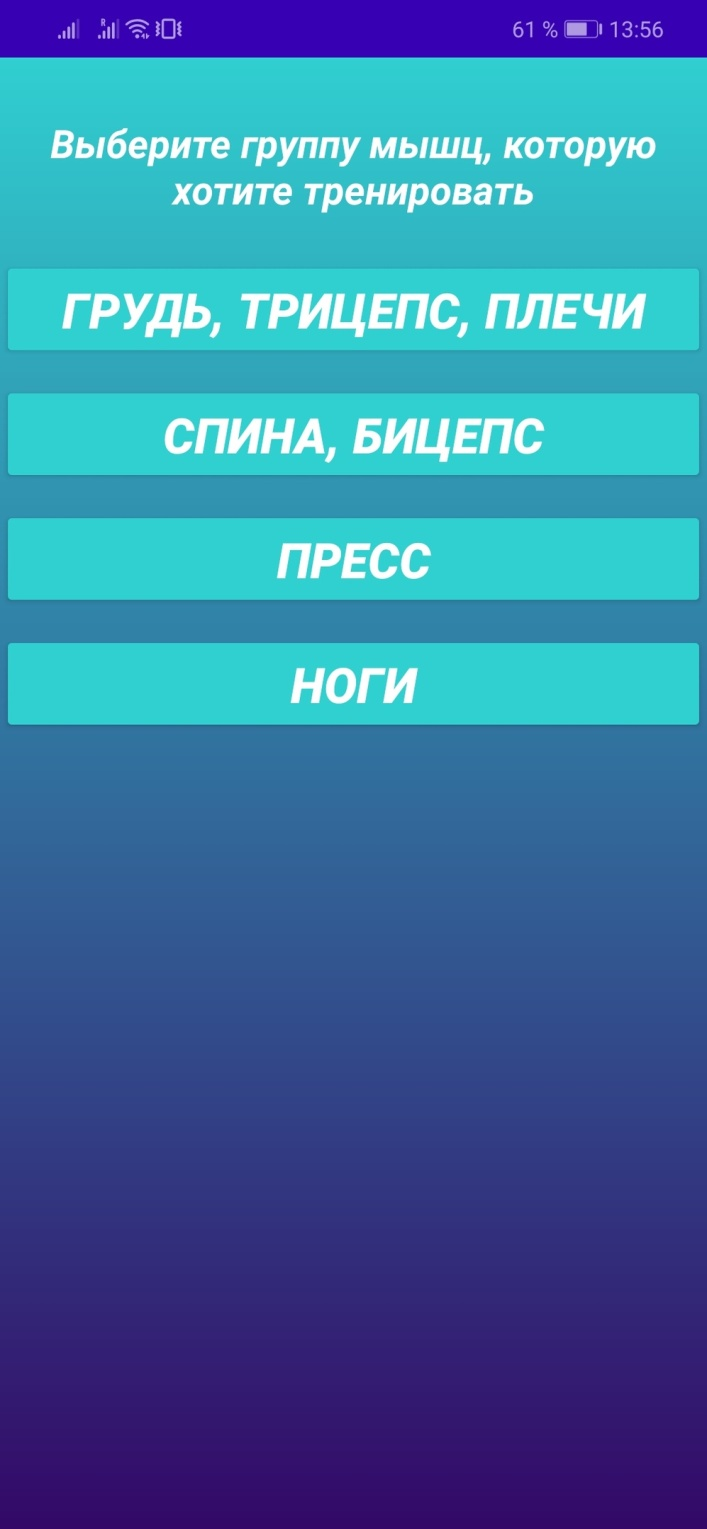 61 % 13:56
Выберите группу мышц, которую
хотите тренировать
ГРУДЬ, ТРИЦЕПС, ПЛЕЧИ
СПИНА, БИЦЕПС
ПРЕСС
НОГИ